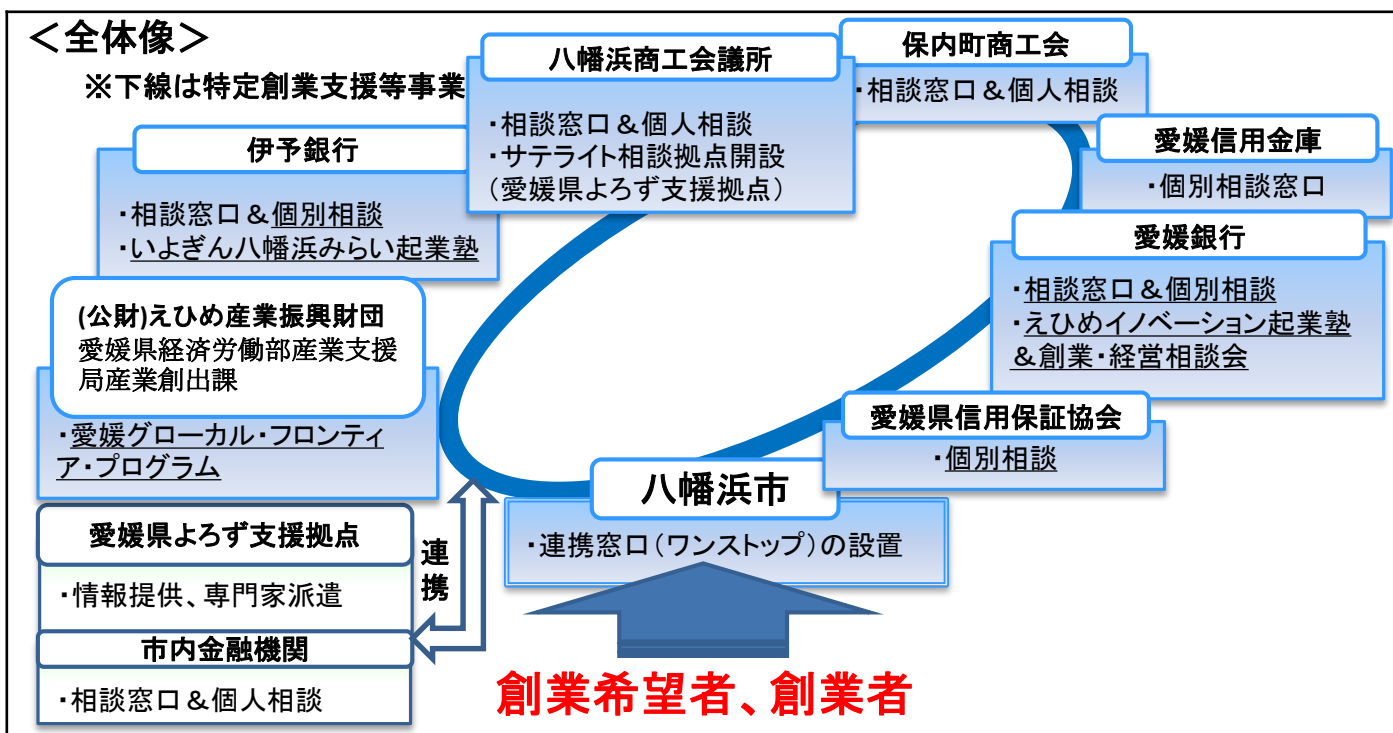 ＜全体像＞
※下線は特定創業支援等事業
八幡浜商工会議所
・相談窓口＆個人相談
・サテライト相談拠点開設
（愛媛県よろず支援拠点）
保内町商工会
・相談窓口＆個人相談
伊予銀行
・相談窓口＆個別相談
・いよぎん八幡浜みらい起業塾
愛媛信用金庫
・個別相談窓口
愛媛銀行
・相談窓口＆個別相談
・えひめイノベーション起業塾
＆創業・経営相談会
(公財)えひめ産業振興財団
愛媛県経済労働部産業支援
局産業創出課
・愛媛グローカル・フロンティ
ア・プログラム
愛媛県信用保証協会
・個別相談
八幡浜市
・連携窓口（ワンストップ）の設置
愛媛県よろず支援拠点
・情報提供、専門家派遣
連携
市内金融機関
・相談窓口＆個人相談
創業希望者、創業者